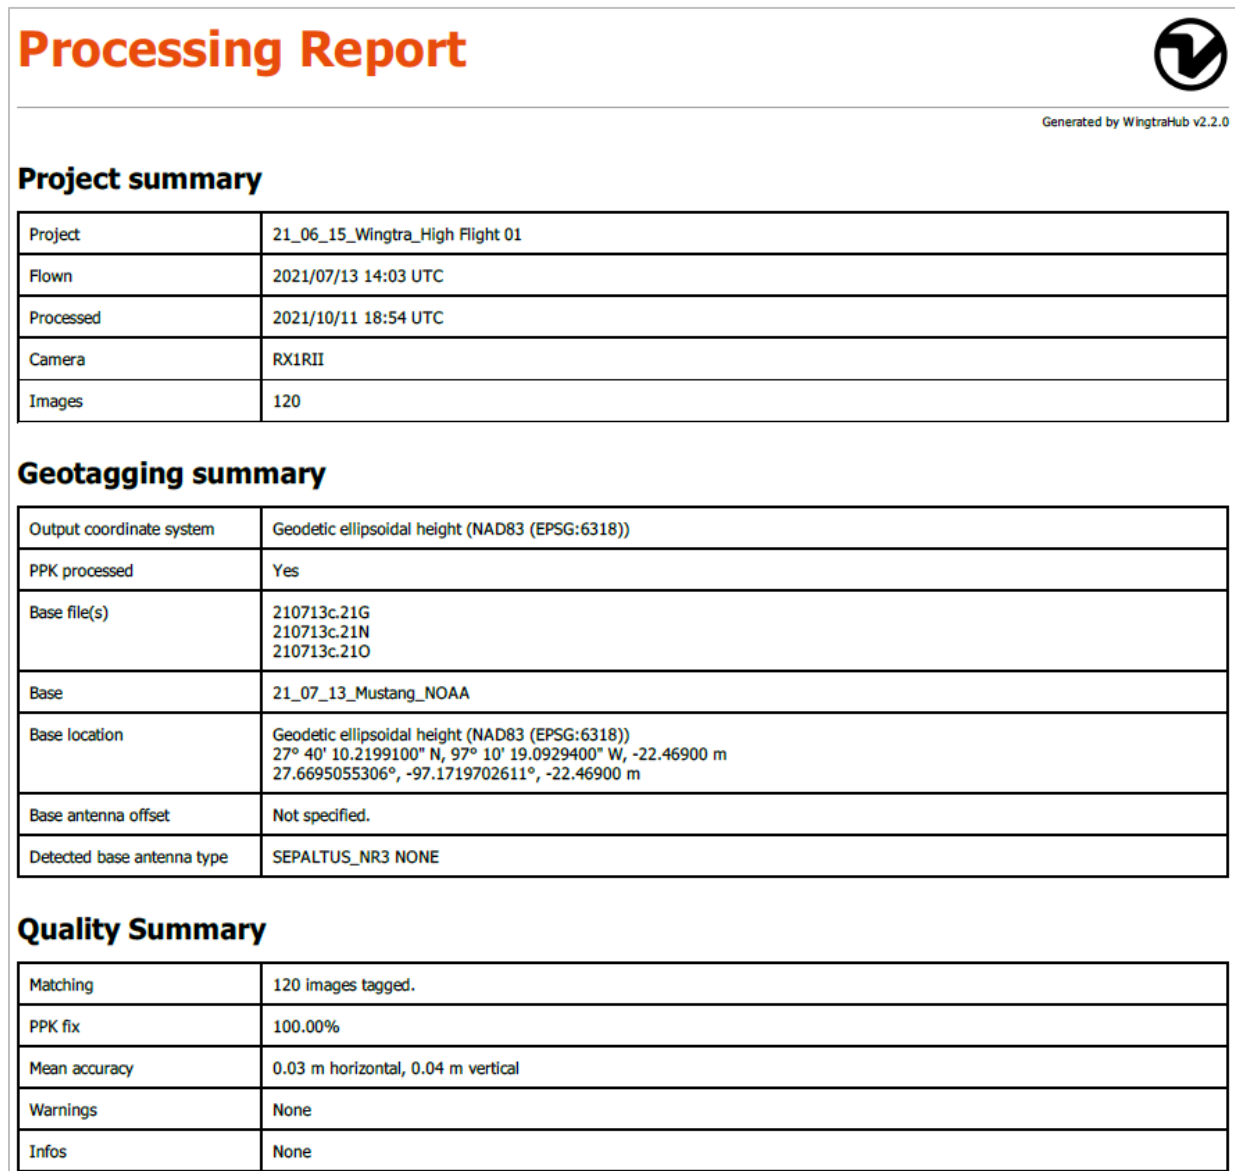 Processing Report
Generated by WingtraHub v2.2.0
Project summary
Project 21_06_15_Wingtra_High Flight 01
Flown 2021/07/13 14:03 UTC
Processed 2021/10/11 18:54 UTC
Camera RX1RII
Images 120
Geotagging summary
Output coordinate system Geodetic ellipsoidal height (NAD83 (EPSG:6318))
PPK processed Yes
Base file(s) 210713c.21G
210713c.21N
210713c.21O
Base 21_07_13_Mustang_NOAA
Base location Geodetic ellipsoidal height (NAD83 (EPSG:6318))
27° 40' 10.2199100" N, 97° 10' 19.0929400" W, -22.46900 m
27.6695055306°, -97.1719702611°, -22.46900 m
Base antenna offset Not specified.
Detected base antenna type SEPALTUS_NR3 NONE
Quality Summary
Matching 120 images tagged.
PPK fix 100.00%
Mean accuracy 0.03 m horizontal, 0.04 m vertical
Warnings None
Infos None